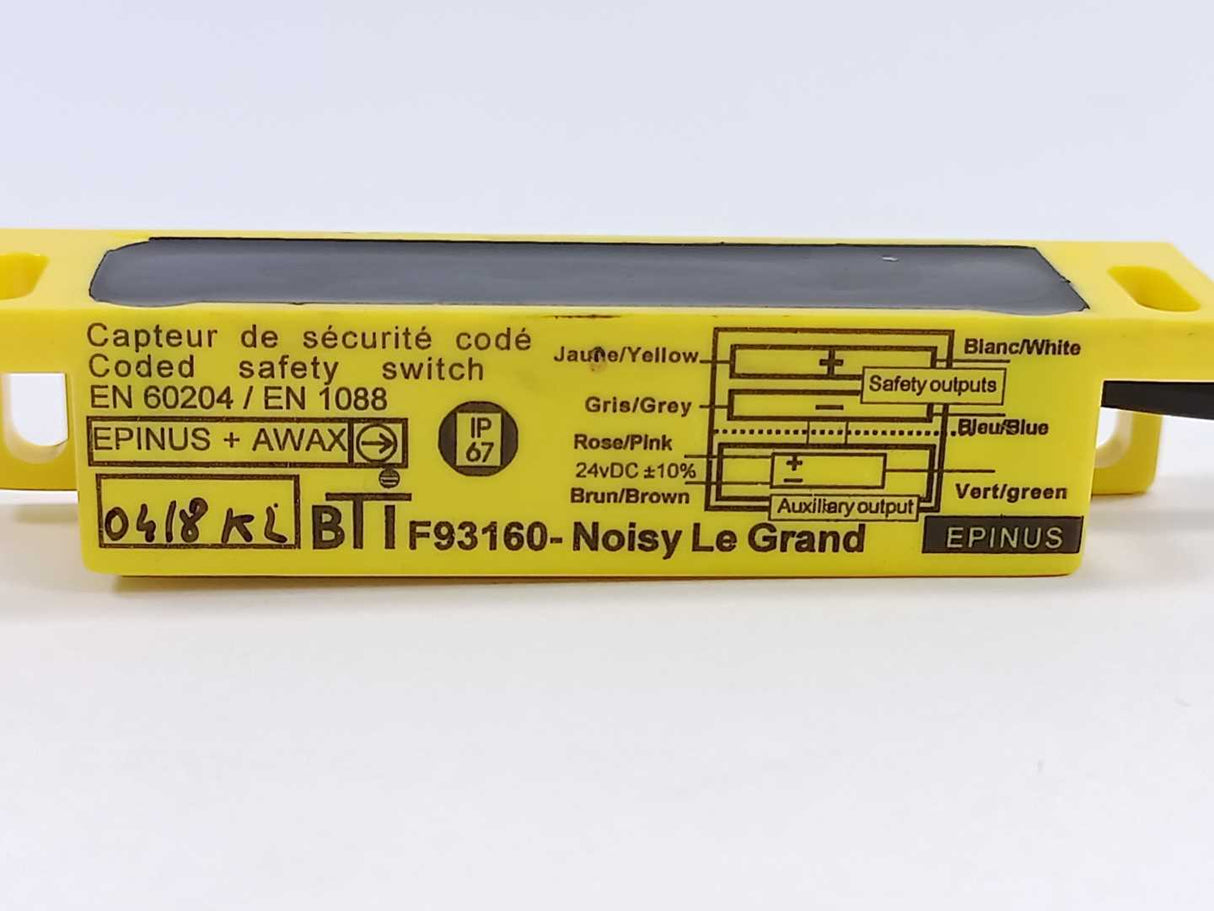 Capteur de sécurité codé
Coded safety switch
EN 60204 / EN 1088
EPINUS + AWAX
IP
67
0418 KL
BTI F93160- Noisy Le Grand
Jaune/Yellow
+
Blanc/White
Safety outputs
Gris/Grey
−
Bleu/Blue
Rose/Pink
+
24vDC ±10%
−
Brun/Brown
Vert/green
Auxiliary output
EPINUS